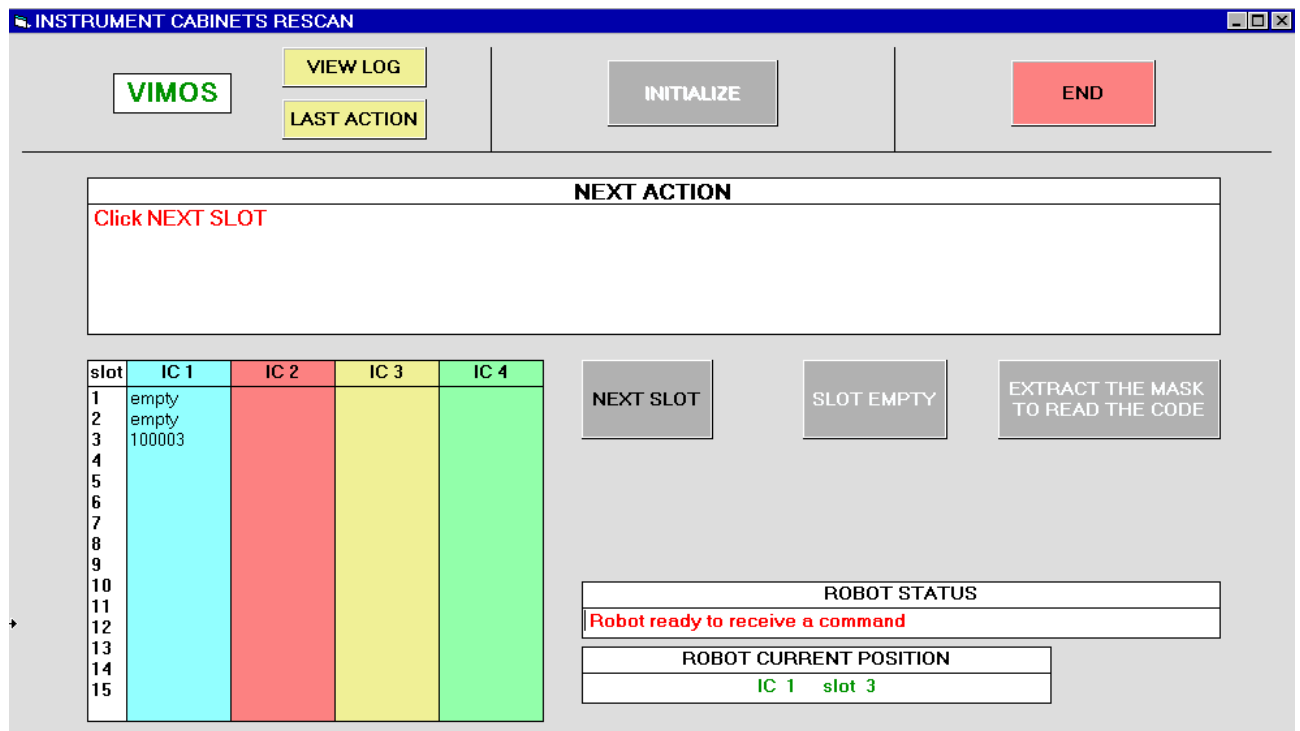 INSTRUMENT CABINETS RESCAN
VIMOS
VIEW LOG
LAST ACTION
INITIALIZE
END
NEXT ACTION
Click NEXT SLOT
slot IC 1 IC 2 IC 3 IC 4
1 empty
2 empty
3 100003
4
5
6
7
8
9
10
11
12
13
14
15
NEXT SLOT
SLOT EMPTY
EXTRACT THE MASK
TO READ THE CODE
ROBOT STATUS
Robot ready to receive a command
ROBOT CURRENT POSITION
IC 1 slot 3